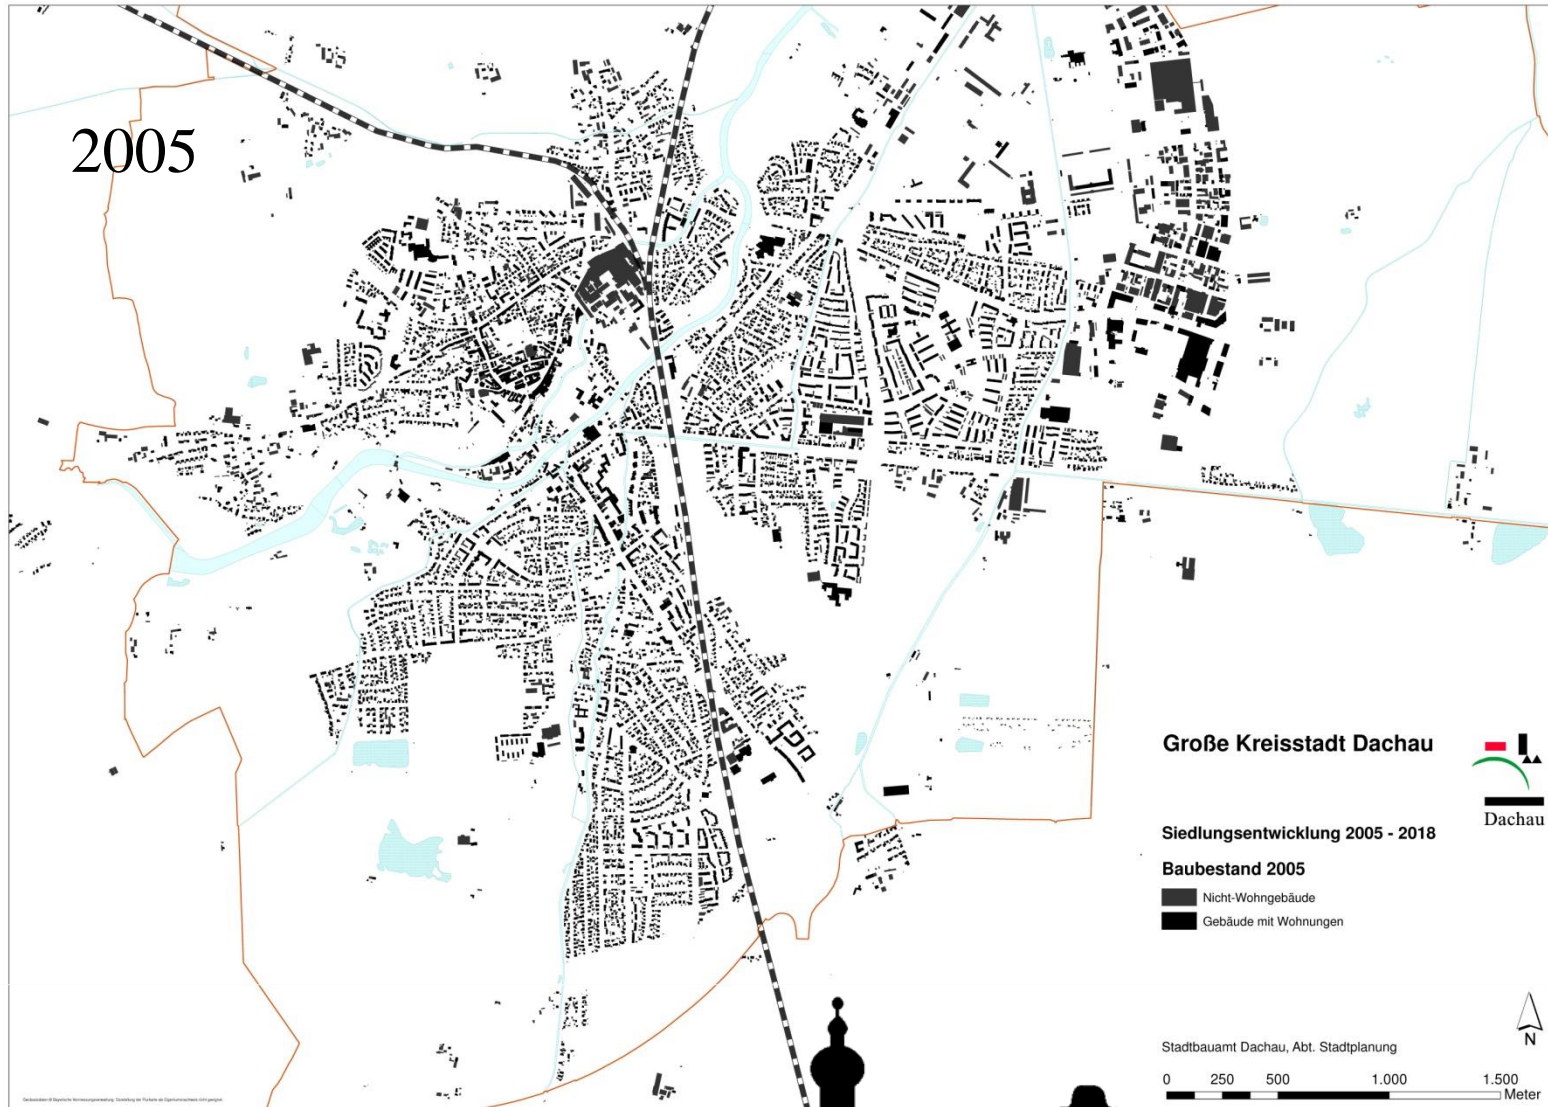 2005
Große Kreisstadt Dachau
Dachau
Siedlungsentwicklung 2005 - 2018
Baubestand 2005
Nicht-Wohngebäude
Gebäude mit Wohnungen
N
Stadtbauamt Dachau, Abt. Stadtplanung
0 250 500 1.000 1.500
Meter